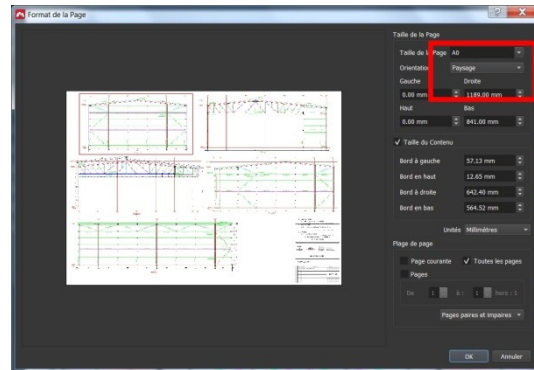 Format de la Page
Taille de la Page
Taille de la Page A0
Orientation Paysage
Gauche Droite
0.00 mm 1189.00 mm
Haut Bas
0.00 mm 841.00 mm
Taille du Contenu
Bord à gauche 57.13 mm
Bord en haut 12.65 mm
Bord à droite 642.40 mm
Bord en bas 564.52 mm
Unités Millimètres
Plage de page
Page courante Toutes les pages
Pages
De 1 à : 1
Pages paires et impaires
OK Annuler